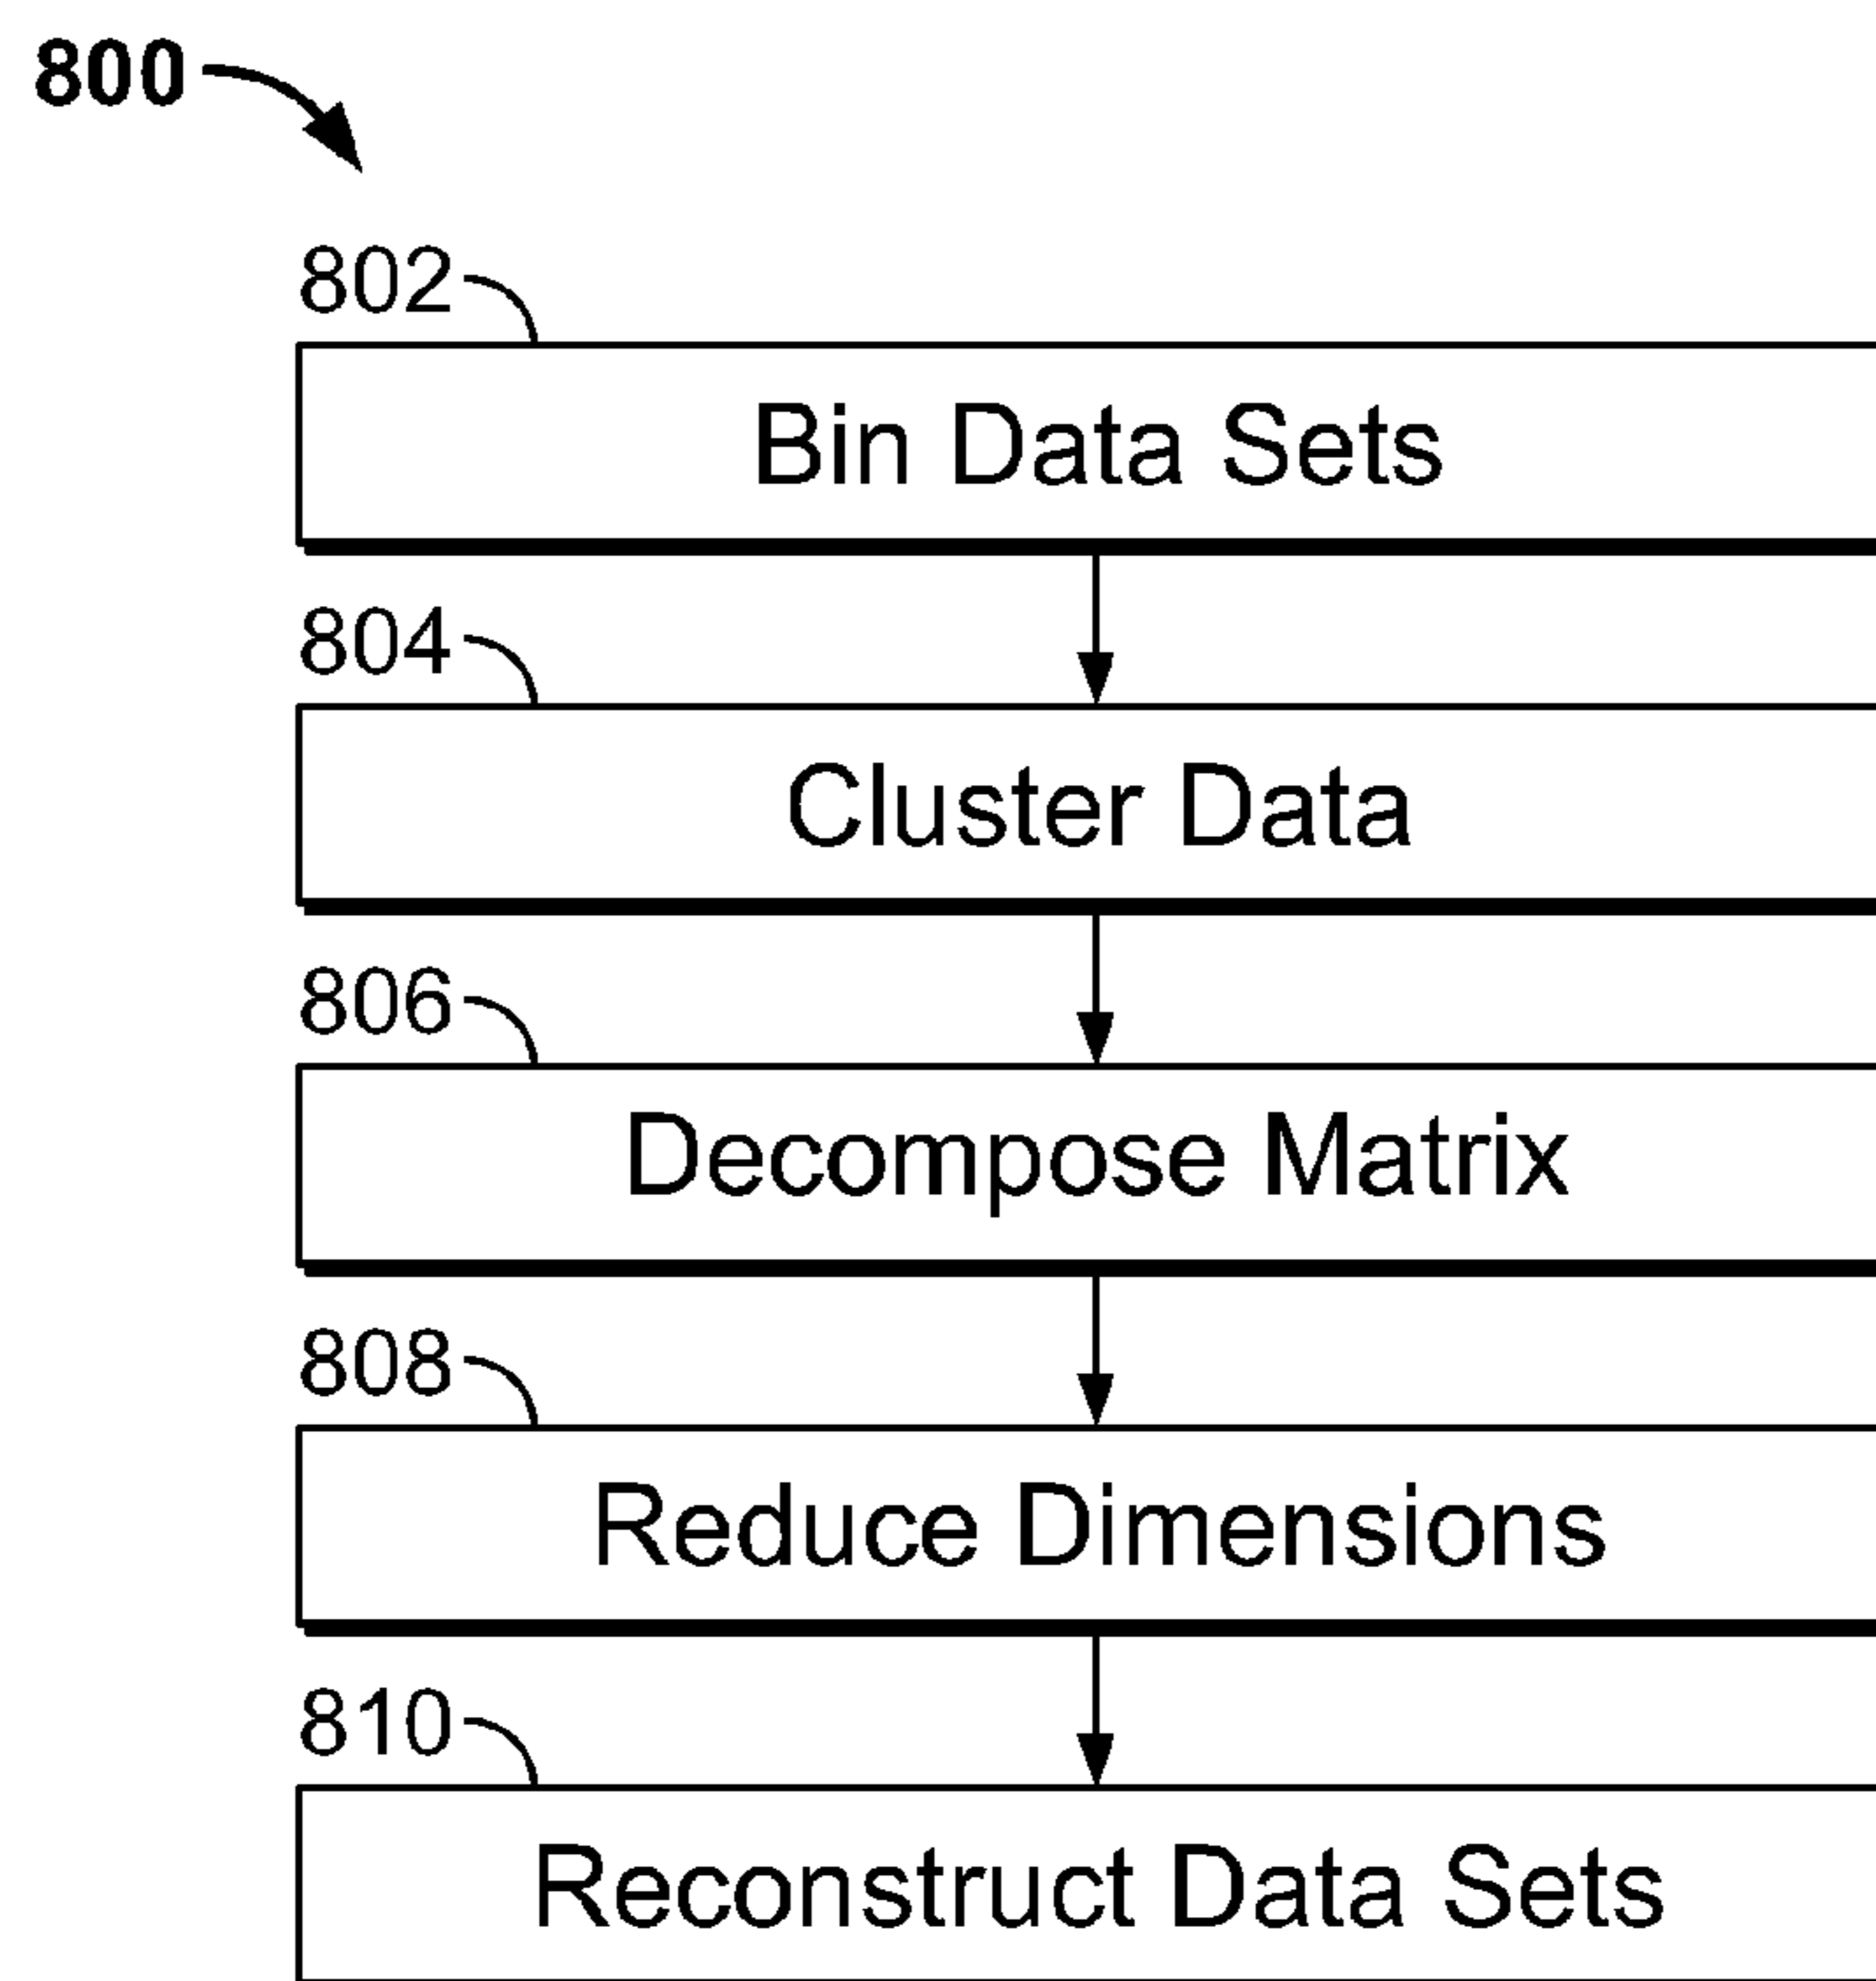 800
802
Bin Data Sets
804
Cluster Data
806
Decompose Matrix
808
Reduce Dimensions
810
Reconstruct Data Sets